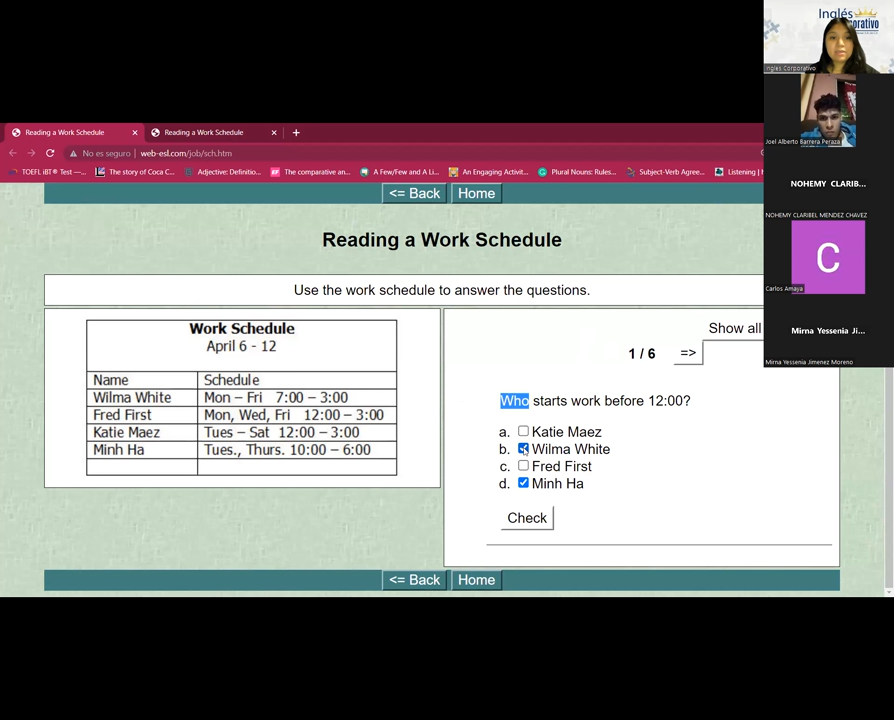 Inglés
Corporativo
Inglés Corporativo
Reading a Work Schedule
Reading a Work Schedule
No es seguro web-esl.com/job/sch.htm
TOEFL iBT® Test —...
The story of Coca C...
Adjective: Definitio...
The comparative an...
A Few/Few and A Li...
An Engaging Activit...
Plural Nouns: Rules...
Subject-Verb Agree...
Listening
<= Back
Home
Reading a Work Schedule
Use the work schedule to answer the questions.
Work Schedule
April 6 - 12
Name Schedule
Wilma White Mon – Fri 7:00 – 3:00
Fred First Mon, Wed, Fri 12:00 – 3:00
Katie Maez Tues – Sat 12:00 – 3:00
Minh Ha Tues., Thurs. 10:00 – 6:00
Show all
1 / 6 =>
Who starts work before 12:00?
a. Katie Maez
b. Wilma White
c. Fred First
d. Minh Ha
Check
<= Back
Home
Joel Alberto Barrera Peraza
NOHEMY CLARIB...
NOHEMY CLARIBEL MENDEZ CHAVEZ
C
Carlos Amaya
Mirna Yessenia Ji...
Mirna Yessenia Jimenez Moreno